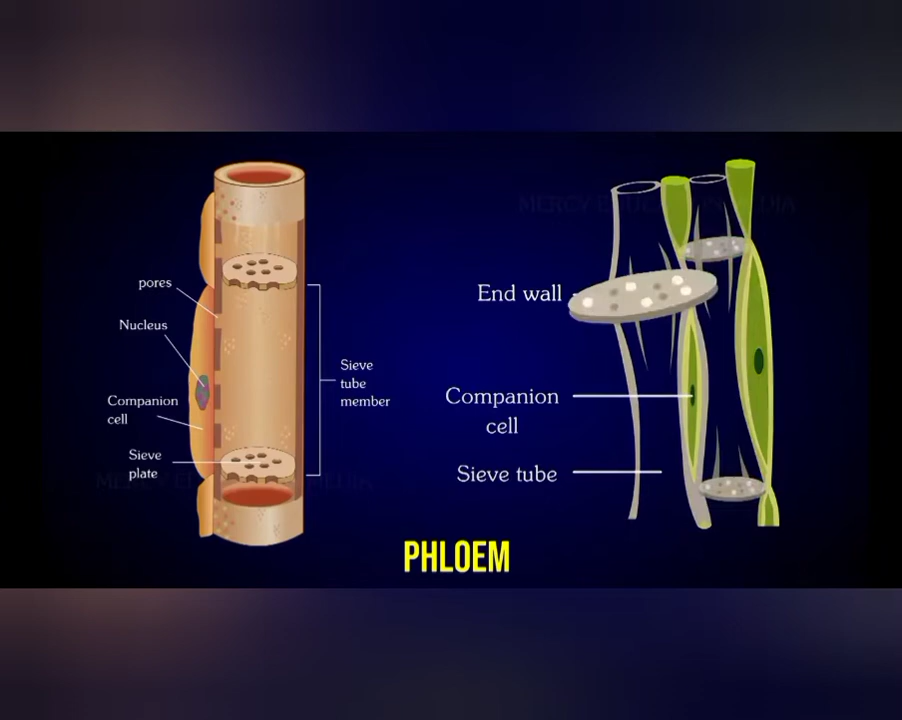 pores
Nucleus
Companion
cell
Sieve
plate
Sieve
tube
member
End wall
Companion
cell
Sieve tube
PHLOEM